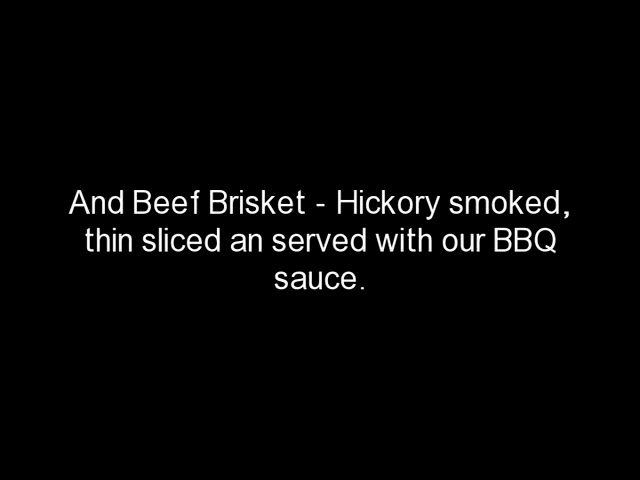 And Beef Brisket - Hickory smoked,
thin sliced an served with our BBQ
sauce.